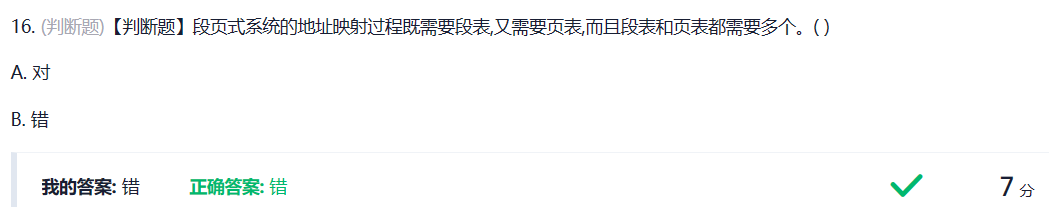 16. (判断题)【判断题】段页式系统的地址映射过程既需要段表,又需要页表,而且段表和页表都需要多个。( )
A. 对
B. 错
我的答案: 错 正确答案: 错 7 分